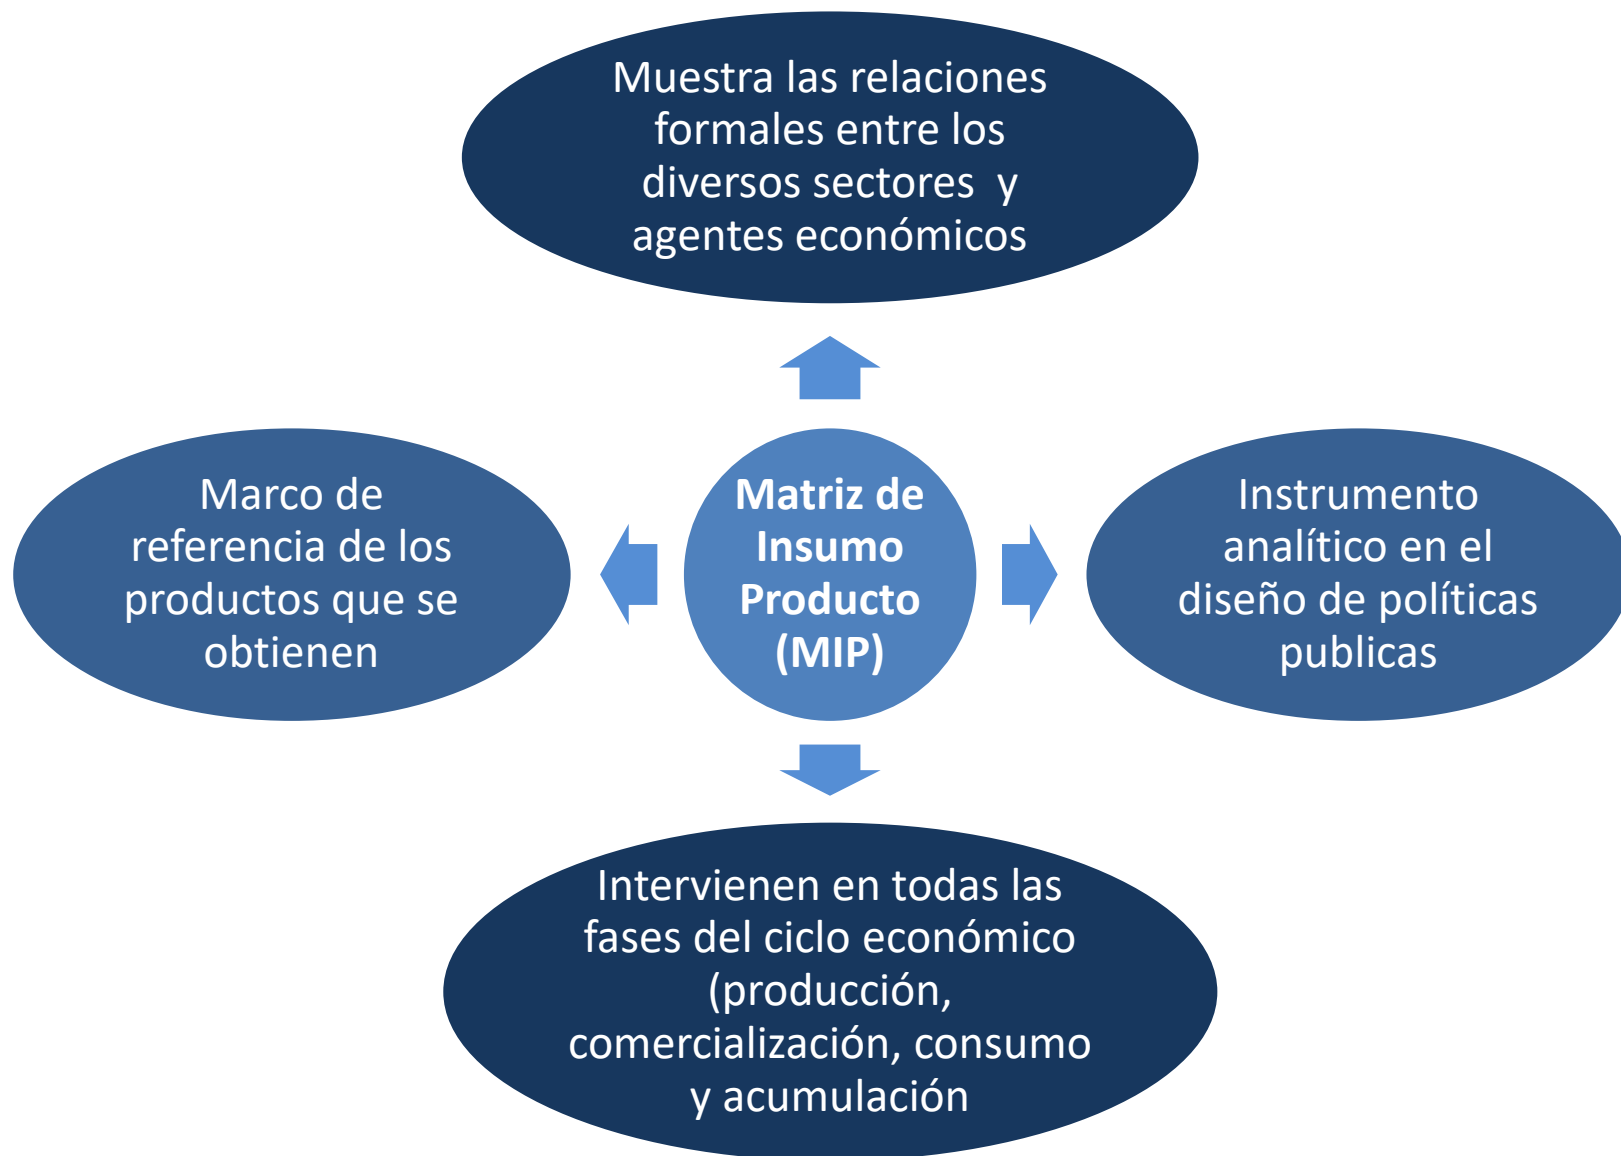 Muestra las relaciones
formales entre los
diversos sectores y
agentes económicos
Marco de
referencia de los
productos que se
obtienen
Matriz de
Insumo
Producto
(MIP)
Instrumento
analítico en el
diseño de políticas
publicas
Intervienen en todas las
fases del ciclo económico
(producción,
comercialización, consumo
y acumulación